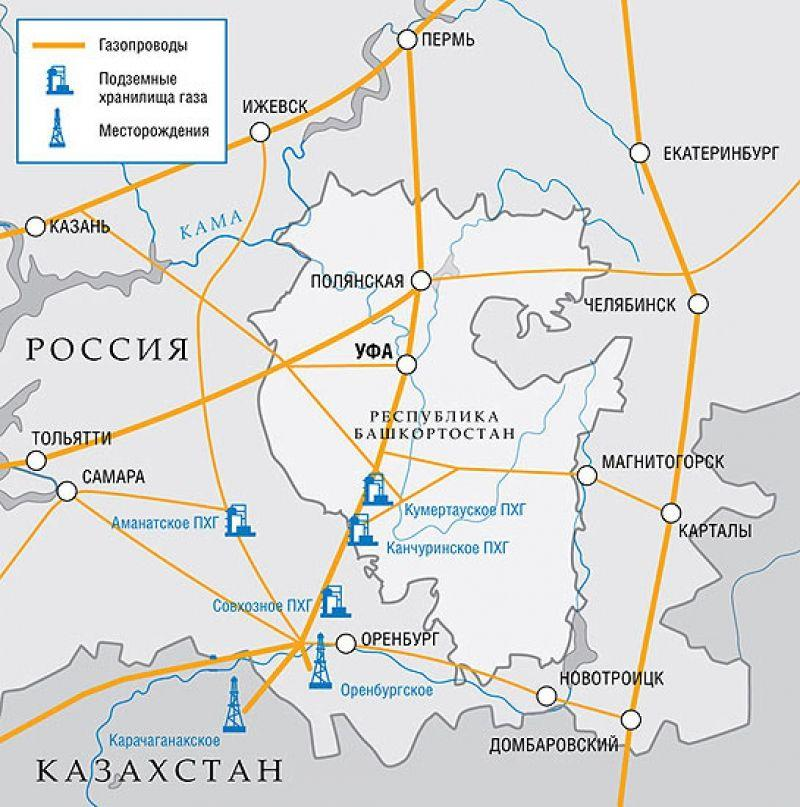 Газопроводы
Подземные
хранилища газа
Месторождения
ПЕРМЬ
ИЖЕВСК
ЕКАТЕРИНБУРГ
КАЗАНЬ
КАМА
ПОЛЯНСКАЯ
ЧЕЛЯБИНСК
РОССИЯ
УФА
РЕСПУБЛИКА
БАШКОРТОСТАН
ТОЛЬЯТТИ
САМАРА
МАГНИТОГОРСК
Кумертауское ПХГ
Аманатское ПХГ
КАРТАЛЫ
Канчуринское ПХГ
Совхозное ПХГ
ОРЕНБУРГ
НОВОТРОИЦК
Оренбургское
Карачаганакское
ДОМБАРОВСКИЙ
КАЗАХСТАН